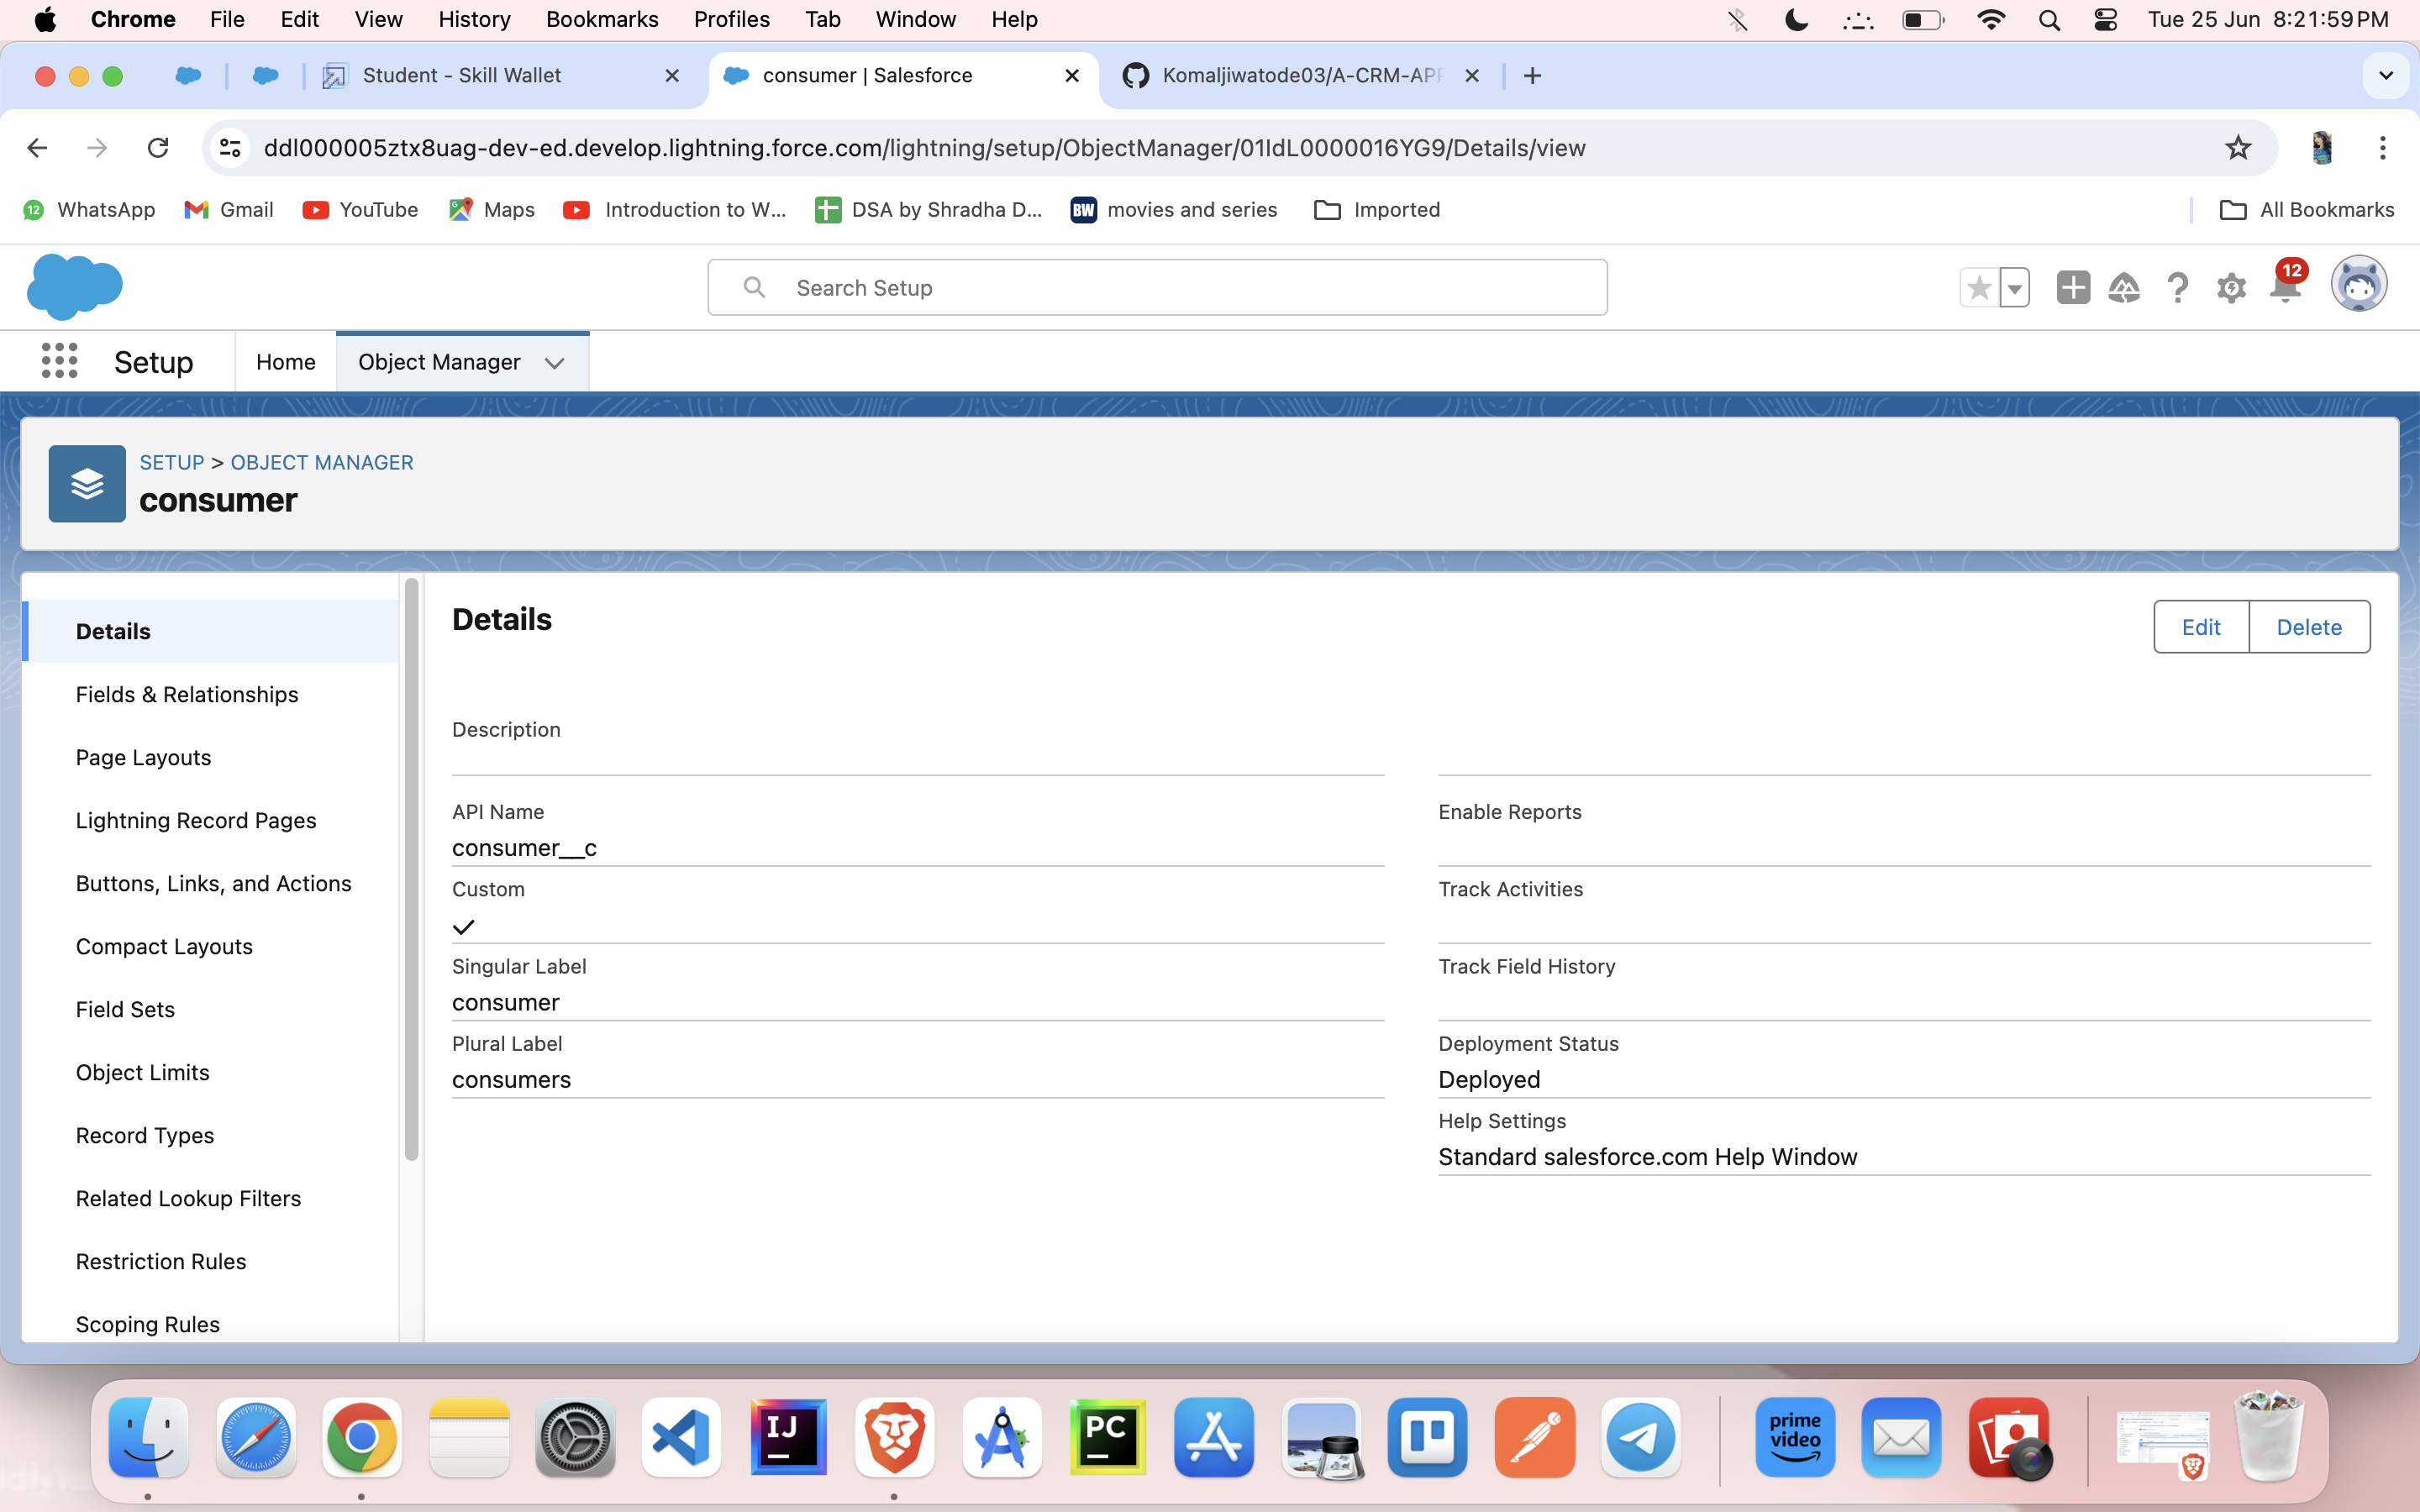 Chrome File Edit View History Bookmarks Profiles Tab Window Help Tue 25 Jun 8:21:59 PM
Student - Skill Wallet consumer | Salesforce Komaljiwatode03/A-CRM-APP
ddl000005ztx8uag-dev-ed.develop.lightning.force.com/lightning/setup/ObjectManager/01IdL0000016YG9/Details/view
12 WhatsApp Gmail YouTube Maps Introduction to W... DSA by Shradha D... BW movies and series Imported All Bookmarks
Search Setup 12
Setup Home Object Manager
SETUP > OBJECT MANAGER
consumer
Details
Fields & Relationships
Page Layouts
Lightning Record Pages
Buttons, Links, and Actions
Compact Layouts
Field Sets
Object Limits
Record Types
Related Lookup Filters
Restriction Rules
Scoping Rules
Details
Edit Delete
Description
API Name
consumer__c
Custom
Singular Label
consumer
Plural Label
consumers
Enable Reports
Track Activities
Track Field History
Deployment Status
Deployed
Help Settings
Standard salesforce.com Help Window
IJ
PC
prime
video